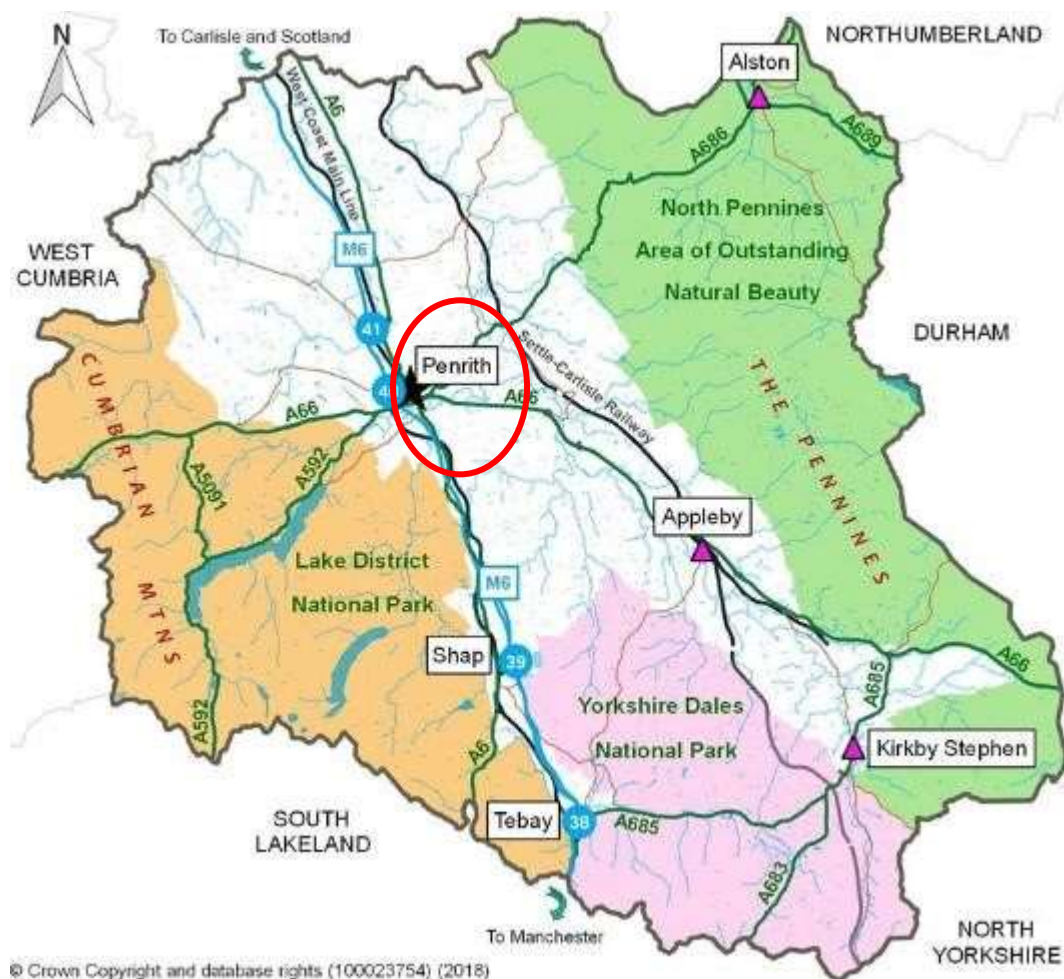 N
To Carlisle and Scotland
NORTHUMBERLAND
Alston
A6
West Coast Main Line
A686
A689
North Pennines
Area of Outstanding
Natural Beauty
WEST
CUMBRIA
M6
DURHAM
41
Settle-Carlisle Railway
Penrith
CUMBRIAN
MTNS
THE PENNINES
A66
A66
A5091
A592
Appleby
Lake District
National Park
M6
Shap
39
A66
A685
Yorkshire Dales
National Park
A592
A6
Kirkby Stephen
SOUTH
LAKELAND
Tebay
38
A685
A683
To Manchester
NORTH
YORKSHIRE
© Crown Copyright and database rights (100023754) (2018)